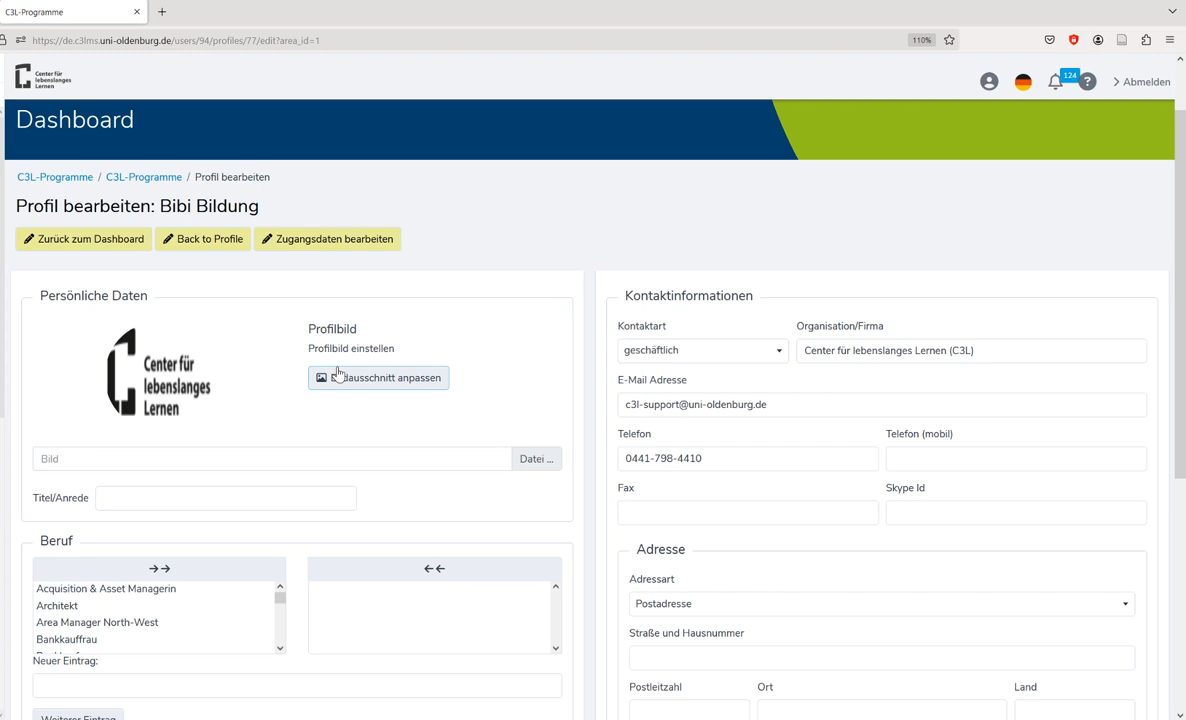 C3L-Programme
https://de.c3lms.uni-oldenburg.de/users/94/profiles/77/edit?area_id=1
110%
Center für
lebenslanges
Lernen
124
?
Abmelden
Dashboard
C3L-Programme / C3L-Programme / Profil bearbeiten
Profil bearbeiten: Bibi Bildung
Zurück zum Dashboard
Back to Profile
Zugangsdaten bearbeiten
Persönliche Daten
Center für
lebenslanges
Lernen
Profilbild
Profilbild einstellen
anpassen
Bild
Datei ...
Titel/Anrede
Beruf
Acquisition & Asset Managerin
Architekt
Area Manager North-West
Bankkauffrau
Neuer Eintrag:
Weiterer Eintrag
Kontaktinformationen
Kontaktart
Organisation/Firma
geschäftlich
Center für lebenslanges Lernen (C3L)
E-Mail Adresse
c3l-support@uni-oldenburg.de
Telefon
Telefon (mobil)
0441-798-4410
Fax
Skype Id
Adresse
Adressart
Postadresse
Straße und Hausnummer
Postleitzahl
Ort
Land